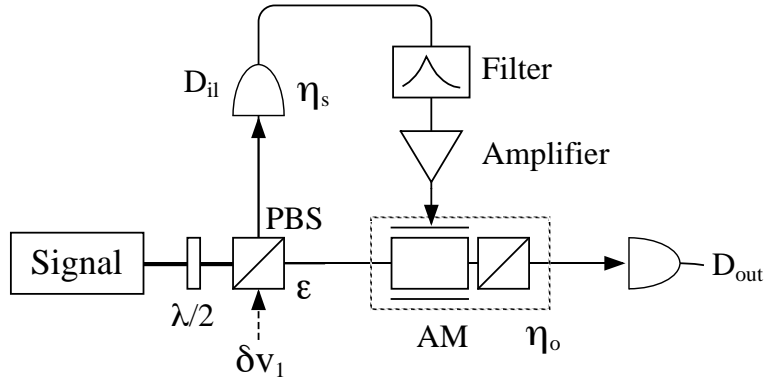 D_il
η_s
Filter
Amplifier
PBS
Signal
λ/2
ε
δv_1
AM
η_o
D_out